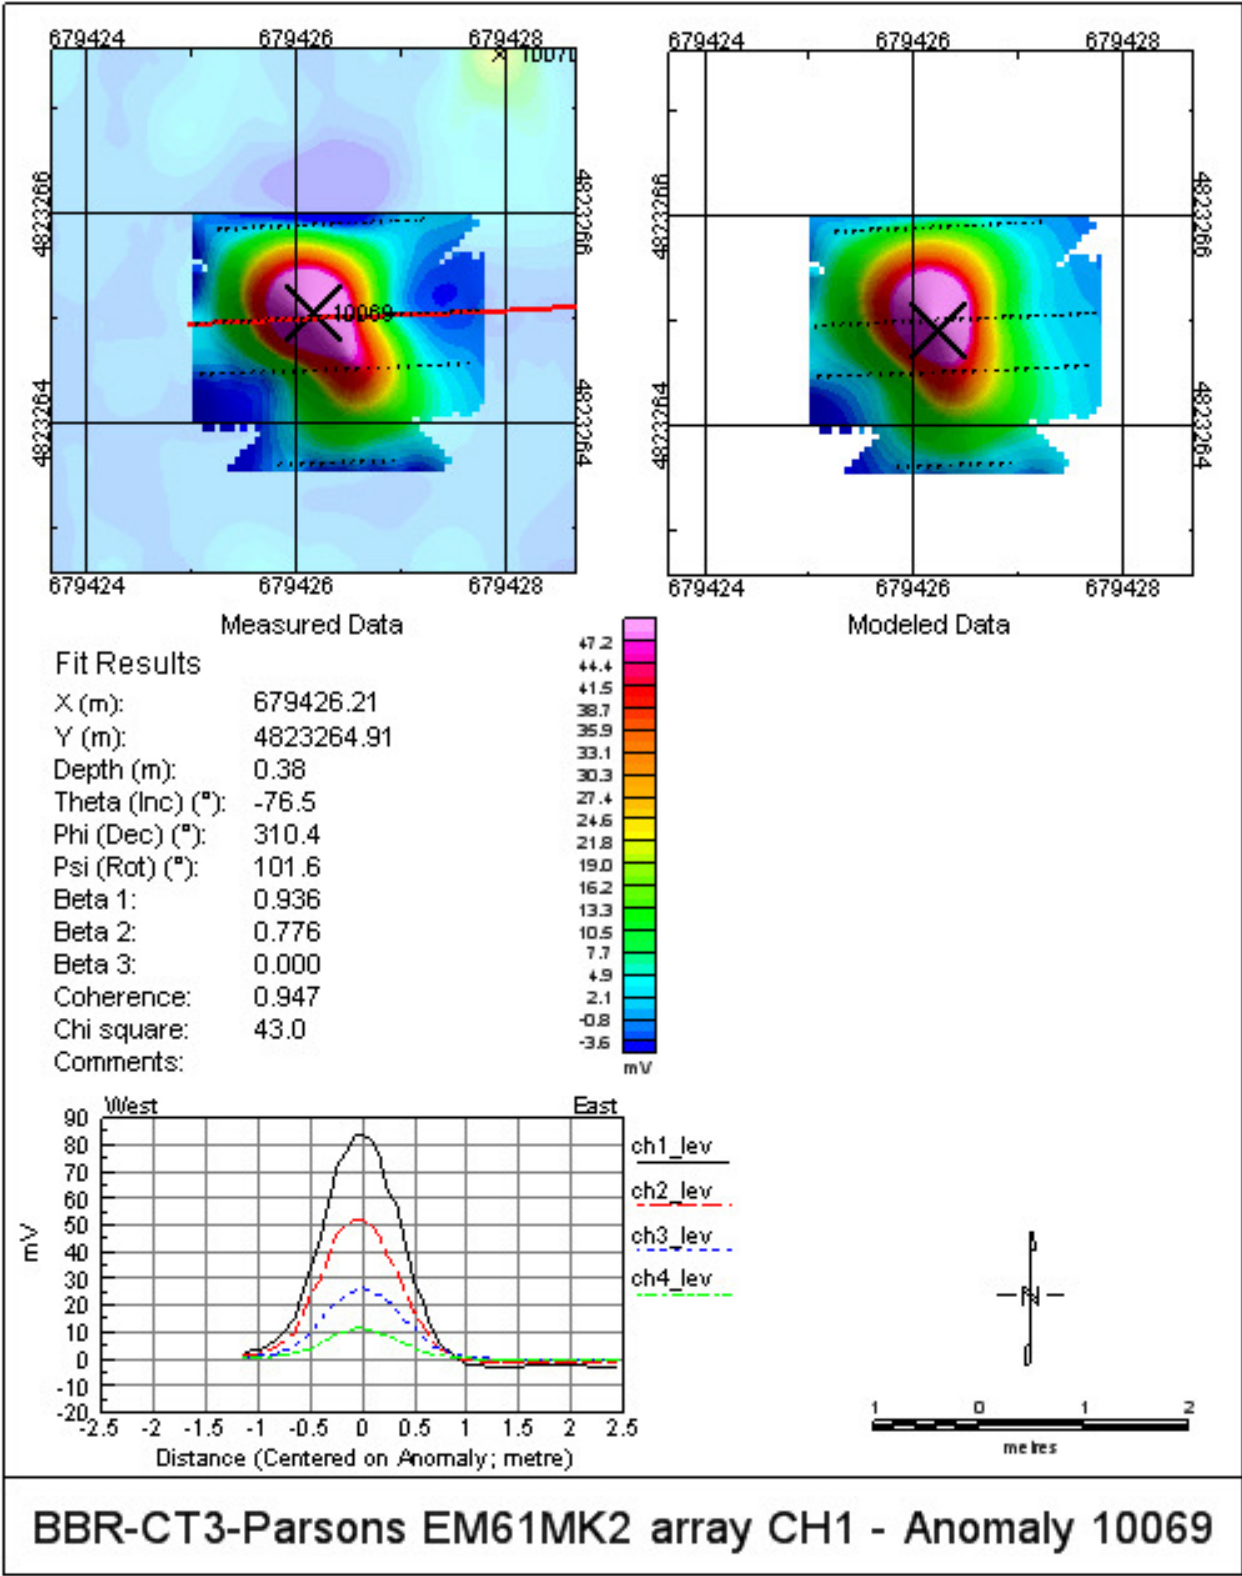 679424 679426 679428 679424 679426 679428
10070
4823266 4823266 4823266 4823266
10069
4823264 4823264 4823264 4823264
679424 679426 679428 679424 679426 679428
Measured Data Modeled Data
Fit Results
X (m): 679426.21
Y (m): 4823264.91
Depth (m): 0.38
Theta (Inc) (°): -76.5
Phi (Dec) (°): 310.4
Psi (Rot) (°): 101.6
Beta 1: 0.936
Beta 2: 0.776
Beta 3: 0.000
Coherence: 0.947
Chi square: 43.0
Comments:
47.2
44.4
41.5
38.7
35.9
33.1
30.3
27.4
24.6
21.8
19.0
16.2
13.3
10.5
7.7
4.9
2.1
-0.8
-3.6
mV
West East
90
80
70
60
50
40
30
20
10
0
-10
-20
mV
-2.5 -2 -1.5 -1 -0.5 0 0.5 1 1.5 2 2.5
Distance (Centered on Anomaly; metre)
ch1_lev
ch2_lev
ch3_lev
ch4_lev
N
1 0 1 2
metres
BBR-CT3-Parsons EM61MK2 array CH1 - Anomaly 10069